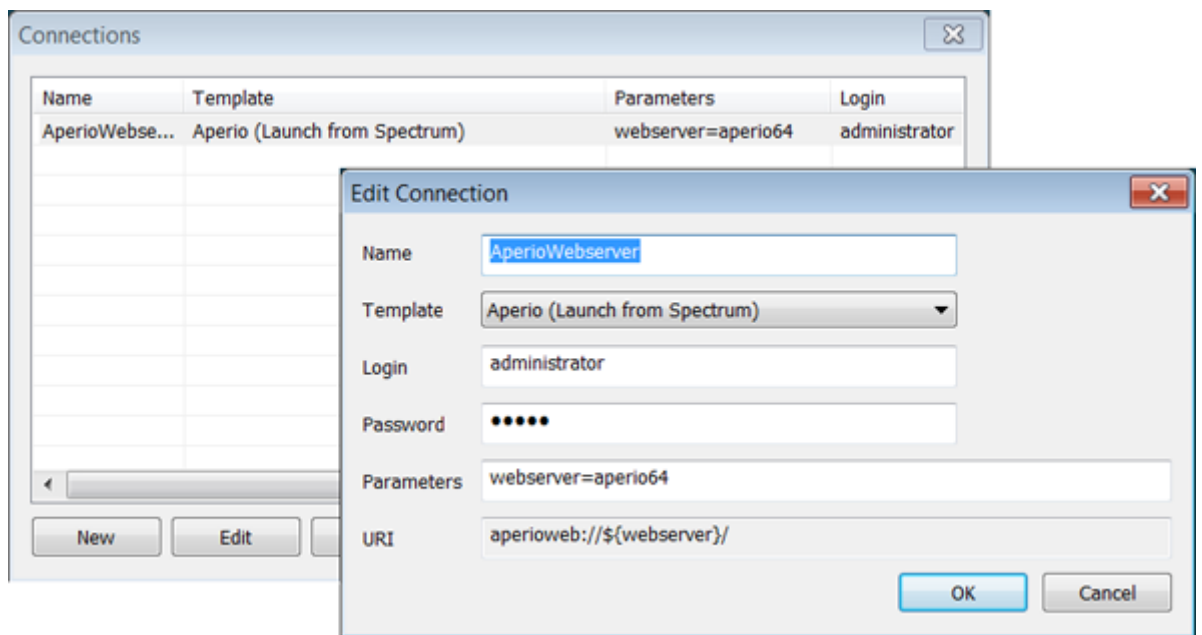 Connections
Name Template Parameters Login
AperioWebse... Aperio (Launch from Spectrum) webserver=aperio64 administrator
Edit Connection
Name AperioWebserver
Template Aperio (Launch from Spectrum)
Login administrator
Password •••••
Parameters webserver=aperio64
URI aperioweb://${webserver}/
New Edit
OK Cancel